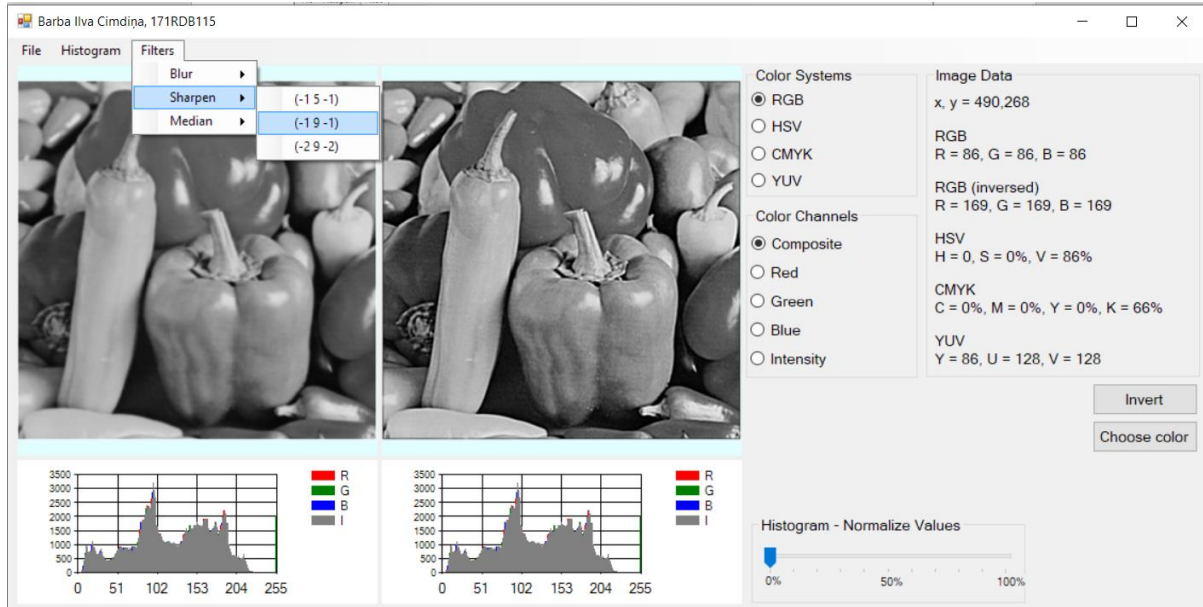 Barba Ilva Cimdiņa, 171RDB115
File Histogram Filters
Blur
Sharpen
Median
(-1 5 -1)
(-1 9 -1)
(-2 9 -2)
Color Systems
RGB
HSV
CMYK
YUV
Color Channels
Composite
Red
Green
Blue
Intensity
Image Data
x, y = 490,268
RGB
R = 86, G = 86, B = 86
RGB (inversed)
R = 169, G = 169, B = 169
HSV
H = 0, S = 0%, V = 86%
CMYK
C = 0%, M = 0%, Y = 0%, K = 66%
YUV
Y = 86, U = 128, V = 128
Invert
Choose color
3500
3000
2500
2000
1500
1000
500
0
0 51 102 153 204 255
R
G
B
I
3500
3000
2500
2000
1500
1000
500
0
0 51 102 153 204 255
R
G
B
I
Histogram - Normalize Values
0% 50% 100%